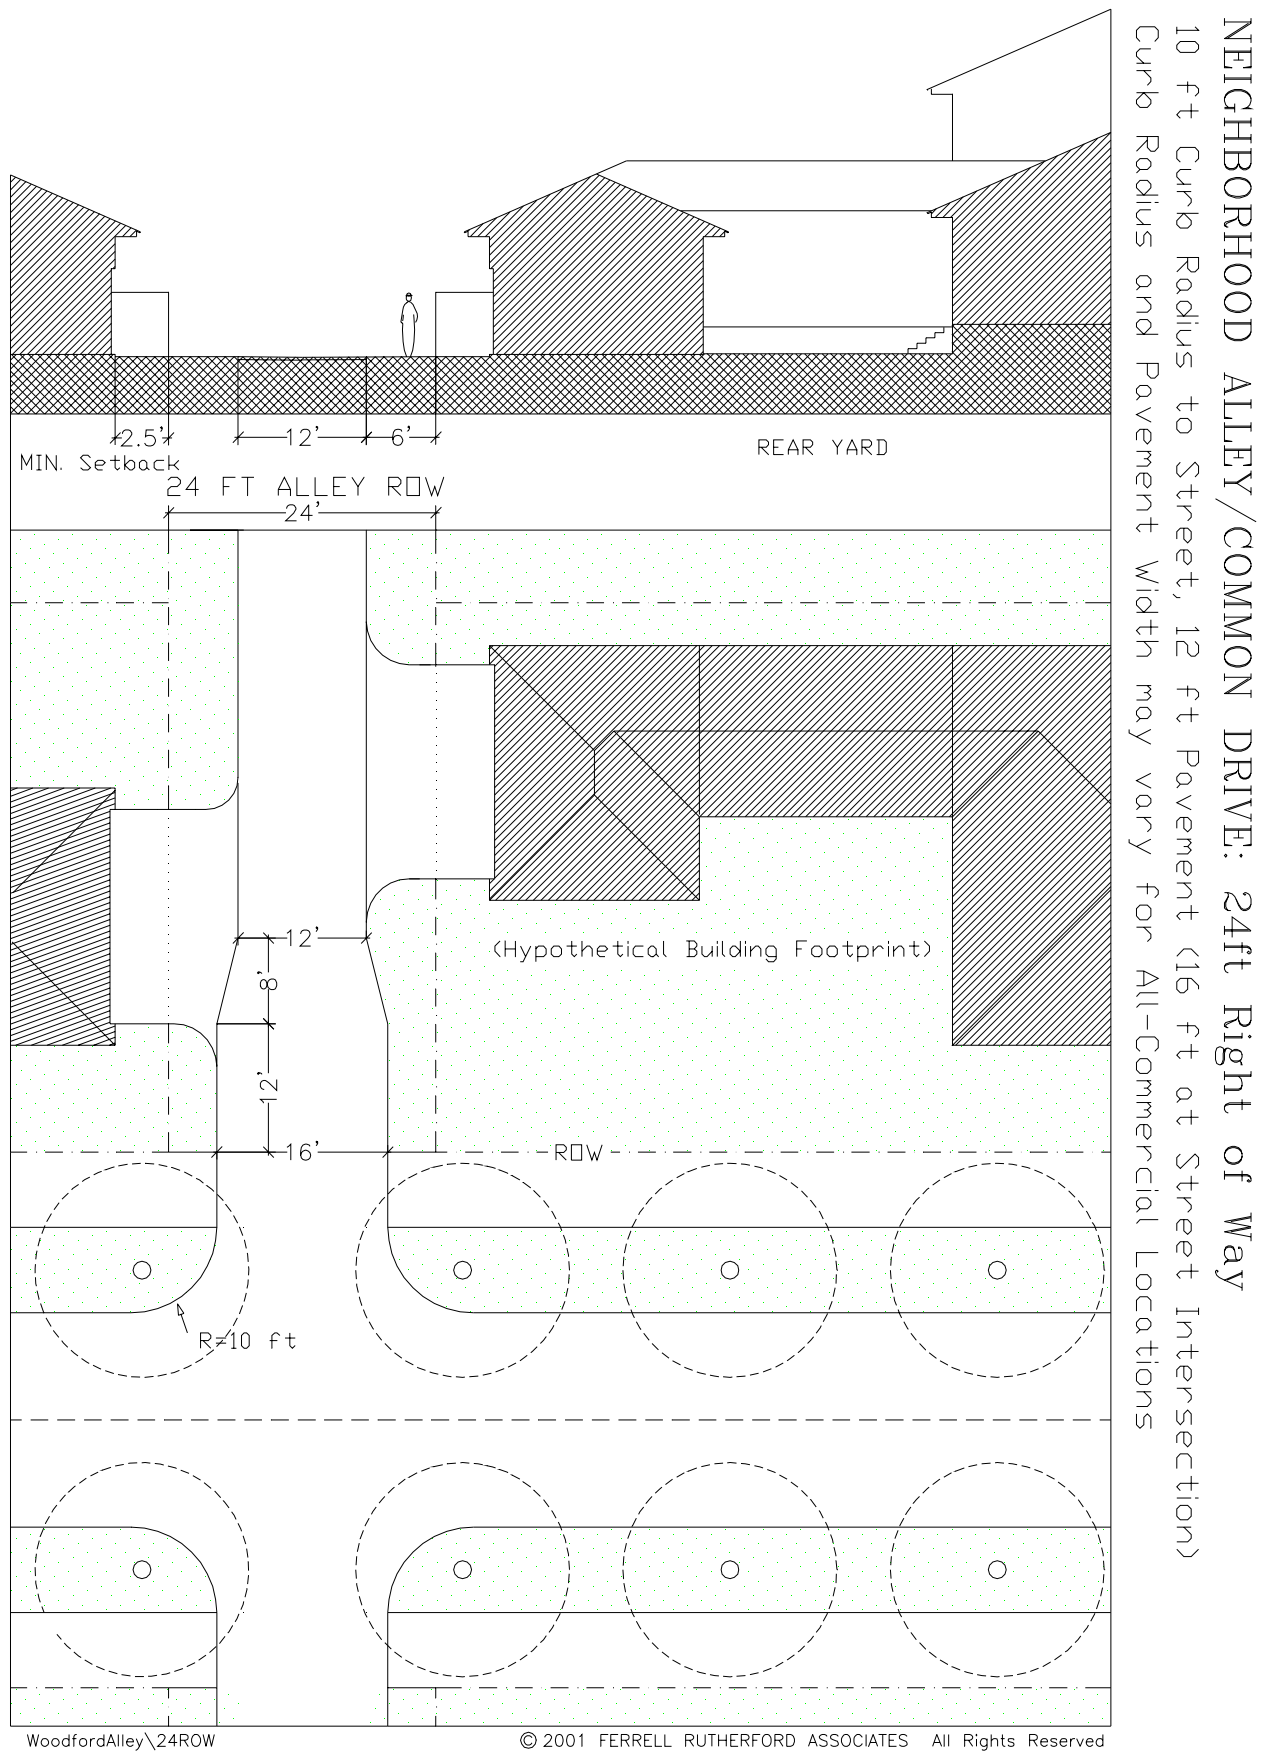 NEIGHBORHOOD ALLEY/COMMON DRIVE: 24ft Right of Way
10 ft Curb Radius to Street, 12 ft Pavement (16 ft at Street Intersection)
Curb Radius and Pavement Width may vary for All-Commercial Locations
2.5'
12'
6'
REAR YARD
MIN. Setback
24 FT ALLEY ROW
24'
12'
(Hypothetical Building Footprint)
8'
12'
16'
ROW
R=10 ft
WoodfordAlley\24ROW
© 2001 FERRELL RUTHERFORD ASSOCIATES All Rights Reserved